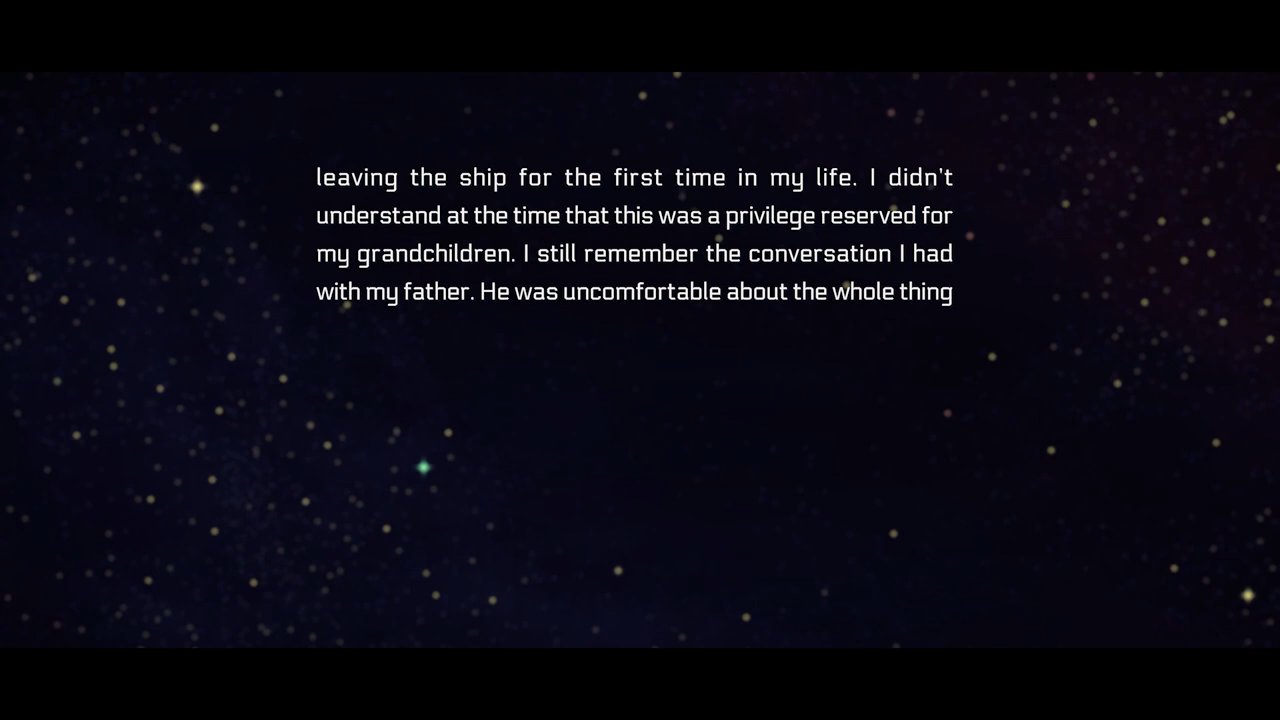 leaving the ship for the first time in my life. I didn't
understand at the time that this was a privilege reserved for
my grandchildren. I still remember the conversation I had
with my father. He was uncomfortable about the whole thing